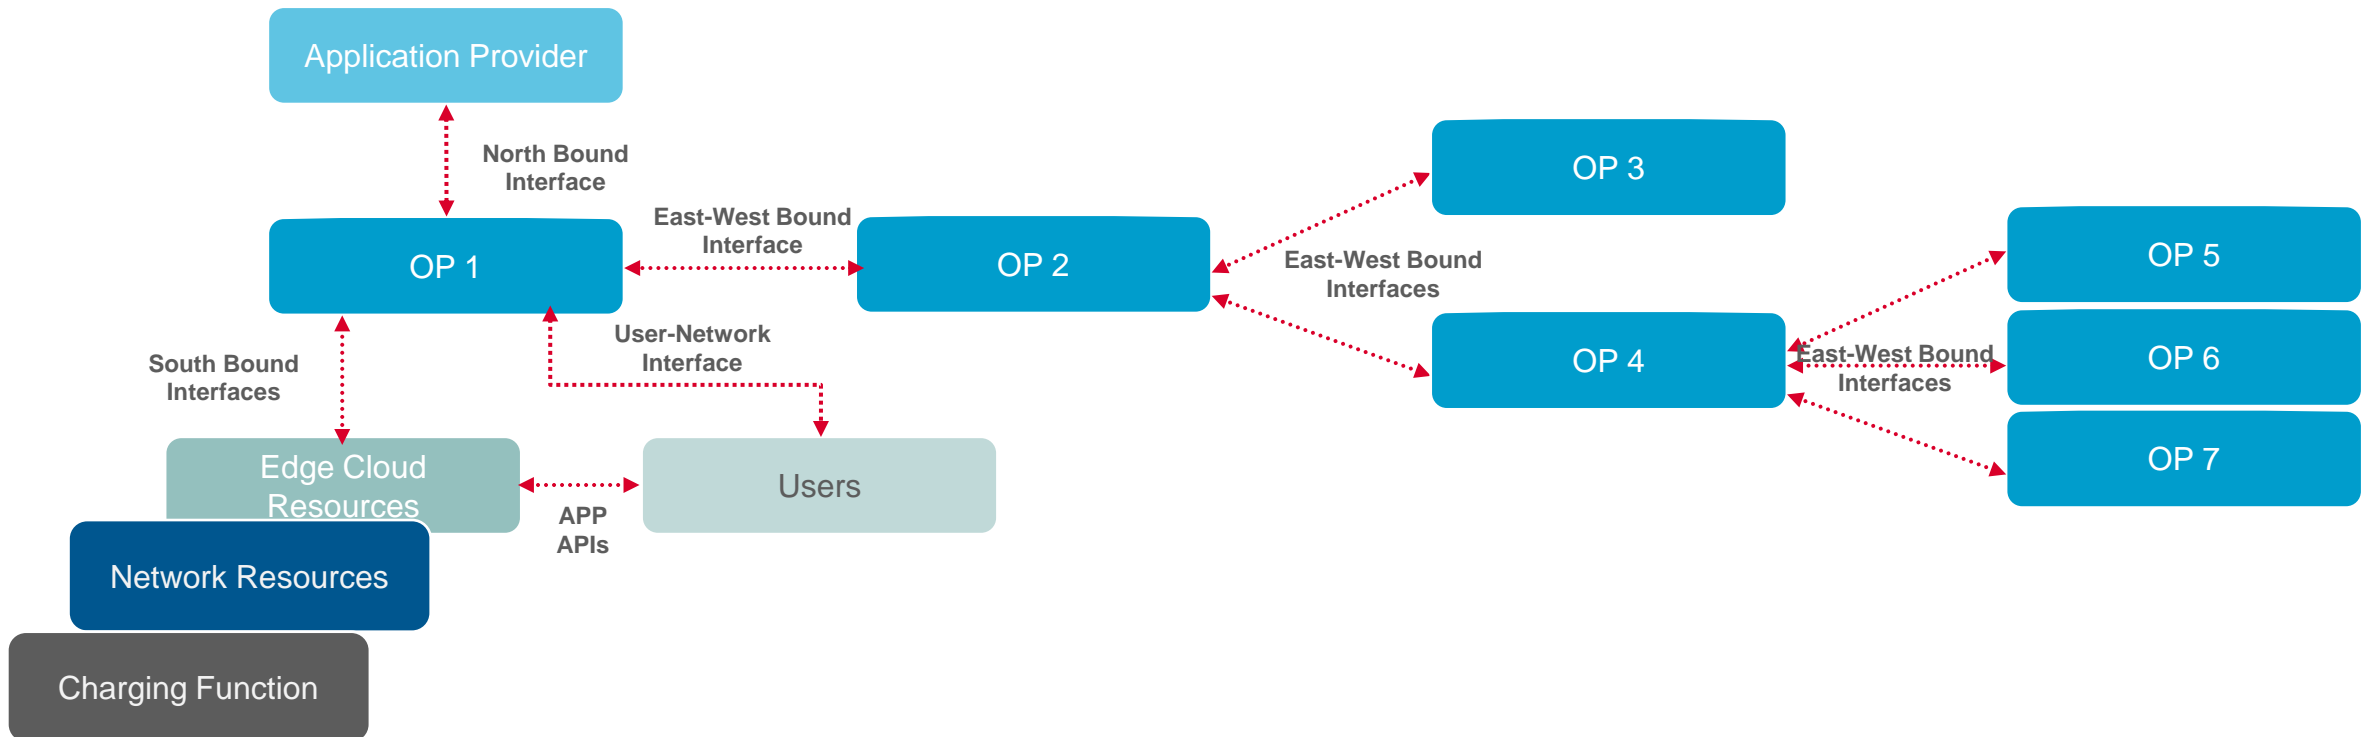 Application Provider
North Bound
Interface
OP 1
East-West Bound
Interface
OP 2
OP 3
East-West Bound
Interfaces
OP 4
OP 5
East-West Bound
Interfaces
OP 6
OP 7
User-Network
Interface
South Bound
Interfaces
Edge Cloud
Resources
APP
APIs
Users
Network Resources
Charging Function